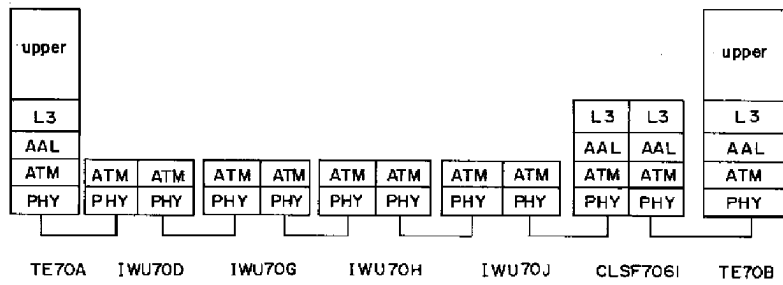 upper upper
L3 L3 L3 L3
AAL AAL AAL AAL
ATM ATM ATM ATM ATM ATM ATM ATM ATM ATM ATM ATM
PHY PHY PHY PHY PHY PHY PHY PHY PHY PHY PHY PHY
TE70A IWU70D IWU70G IWU70H IWU70J CLSF706I TE70B